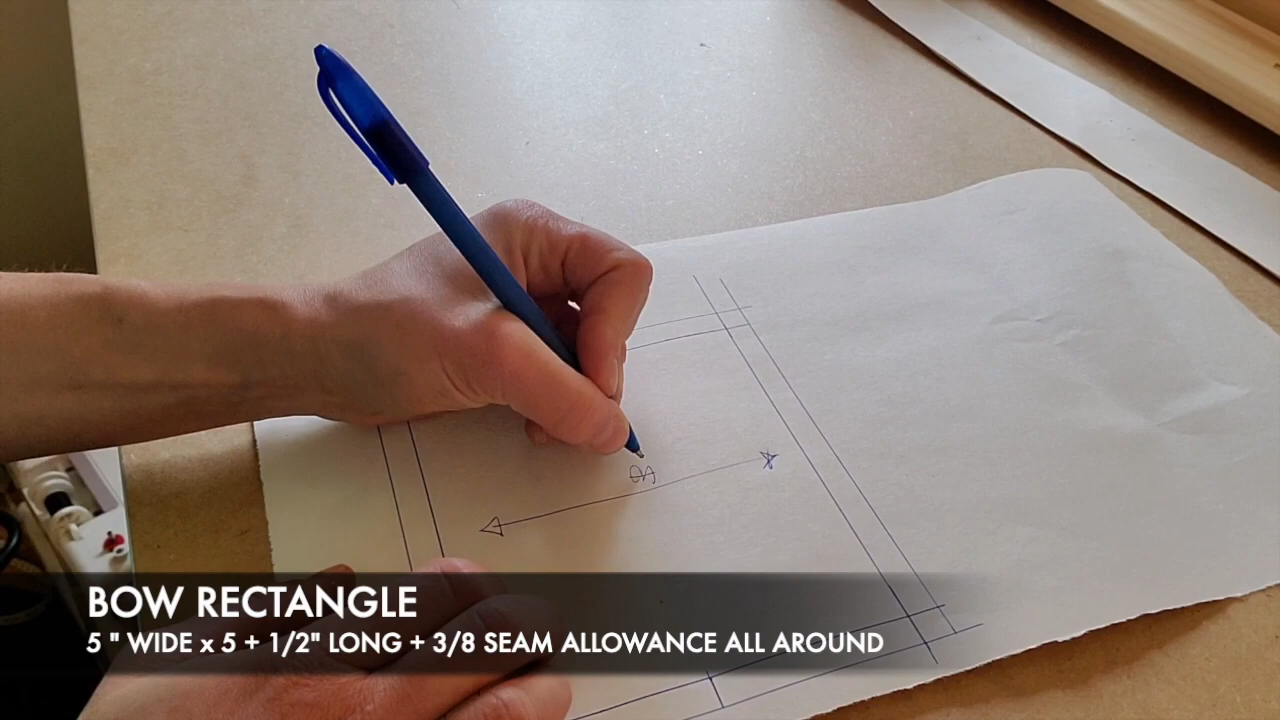 BOW RECTANGLE
5 " WIDE x 5 + 1/2" LONG + 3/8 SEAM ALLOWANCE ALL AROUND